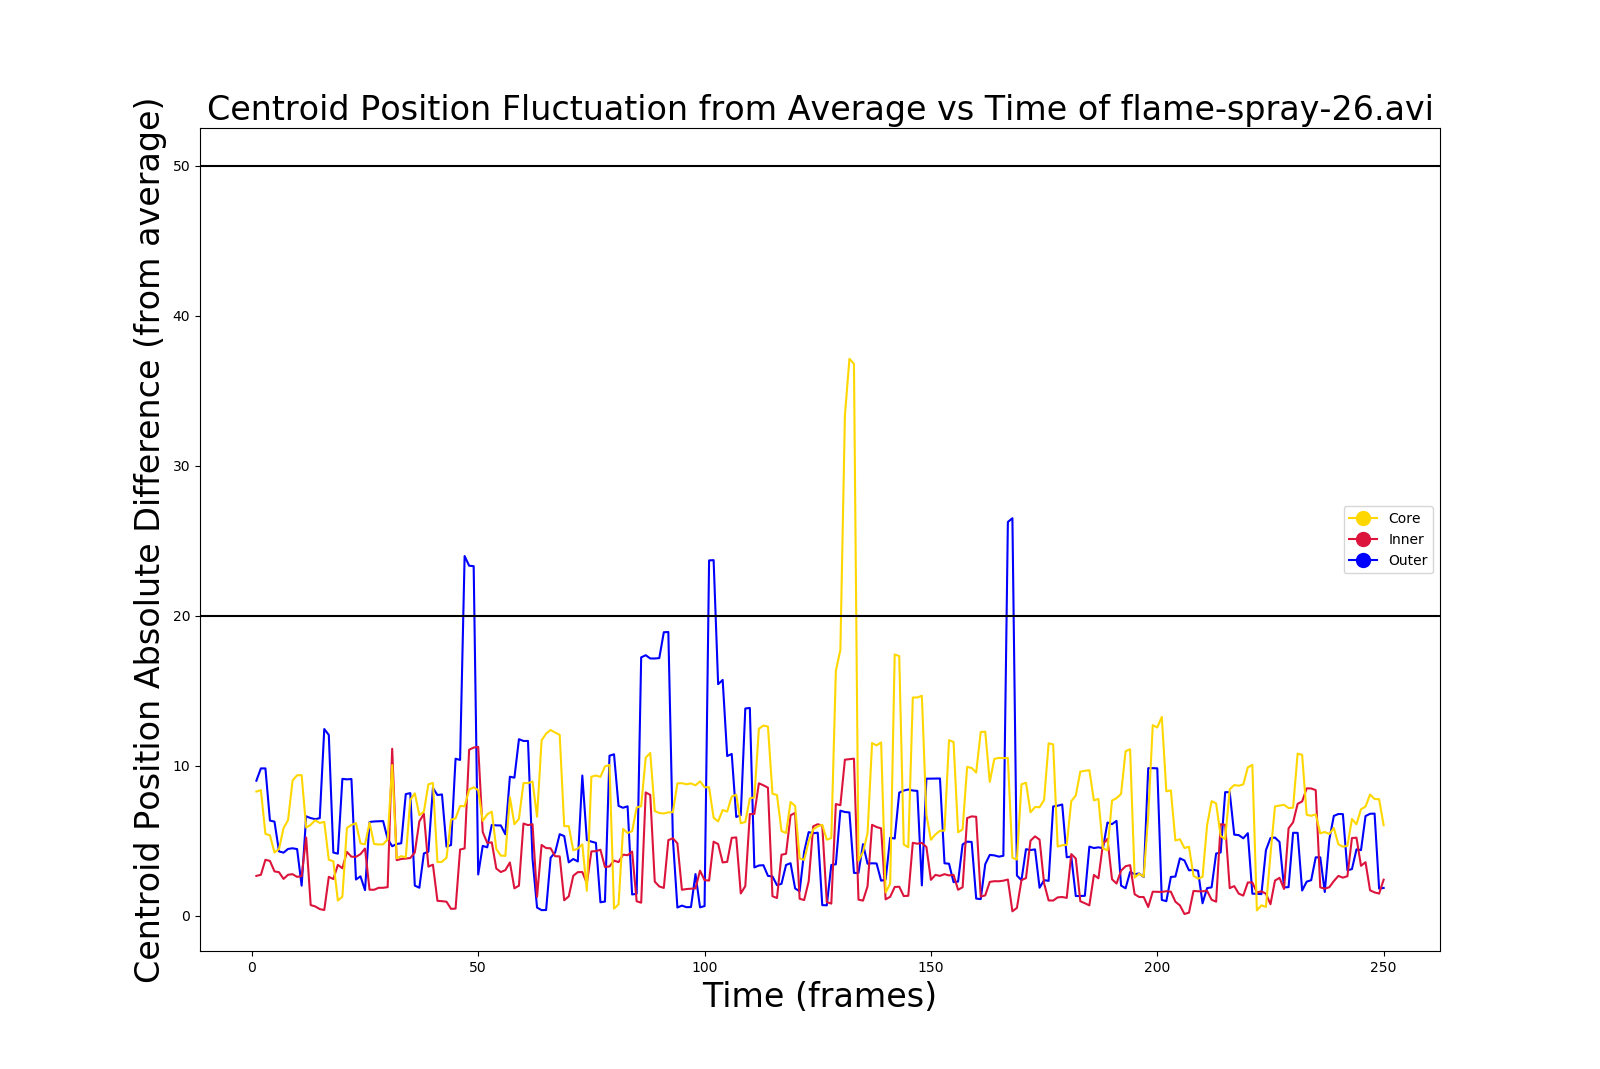 Centroid Position Fluctuation from Average vs Time of flame-spray-26.avi
Centroid Position Absolute Difference (from average)
50
40
30
20
10
0
Core
Inner
Outer
0 50 100 150 200 250
Time (frames)